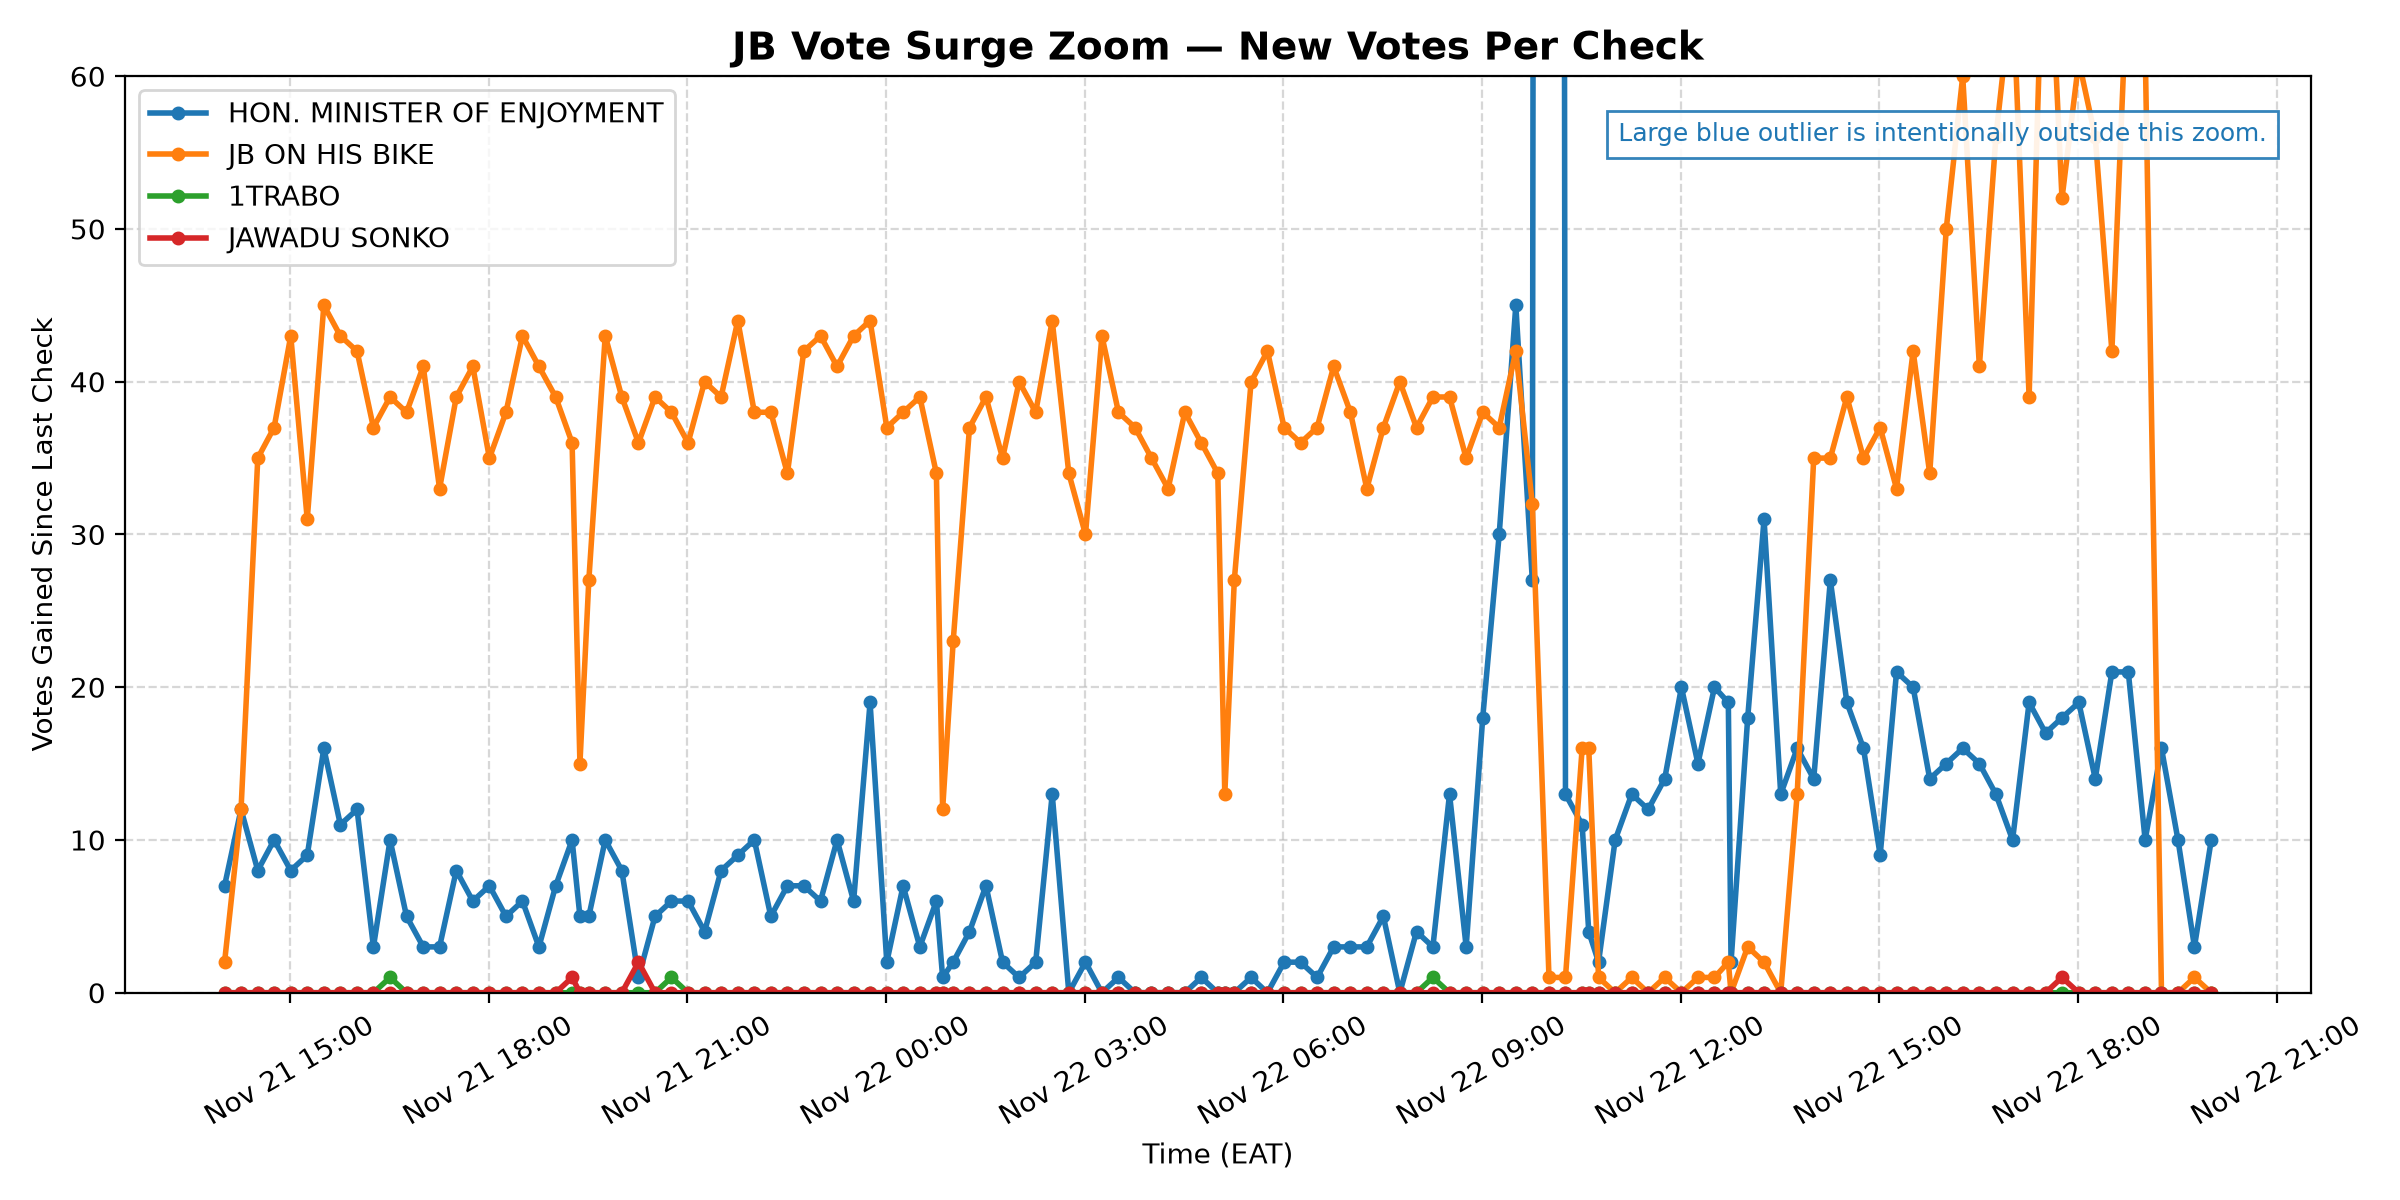 JB Vote Surge Zoom — New Votes Per Check
60
50
40
30
20
10
0
Votes Gained Since Last Check
HON. MINISTER OF ENJOYMENT
JB ON HIS BIKE
1TRABO
JAWADU SONKO
Large blue outlier is intentionally outside this zoom.
Nov 21 15:00
Nov 21 18:00
Nov 21 21:00
Nov 22 00:00
Nov 22 03:00
Nov 22 06:00
Nov 22 09:00
Nov 22 12:00
Nov 22 15:00
Nov 22 18:00
Nov 22 21:00
Time (EAT)